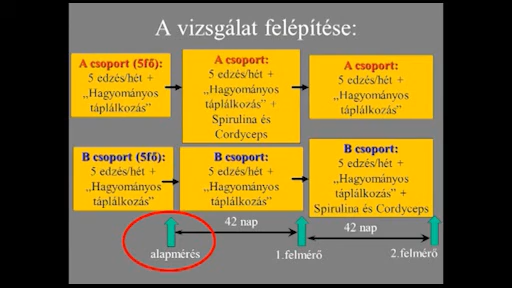 A vizsgálat felépítése:
A csoport (5fő):
5 edzés/hét +
„Hagyományos
táplálkozás”
A csoport:
5 edzés/hét +
„Hagyományos
táplálkozás” +
Spirulina és
Cordyceps
A csoport:
5 edzés/hét +
„Hagyományos
táplálkozás”
B csoport (5fő):
5 edzés/hét +
„Hagyományos
táplálkozás”
B csoport:
5 edzés/hét +
„Hagyományos
táplálkozás”
B csoport:
5 edzés/hét +
„Hagyományos
táplálkozás” +
Spirulina és Cordyceps
42 nap
42 nap
alapmérés
1.felmérő
2.felmérő